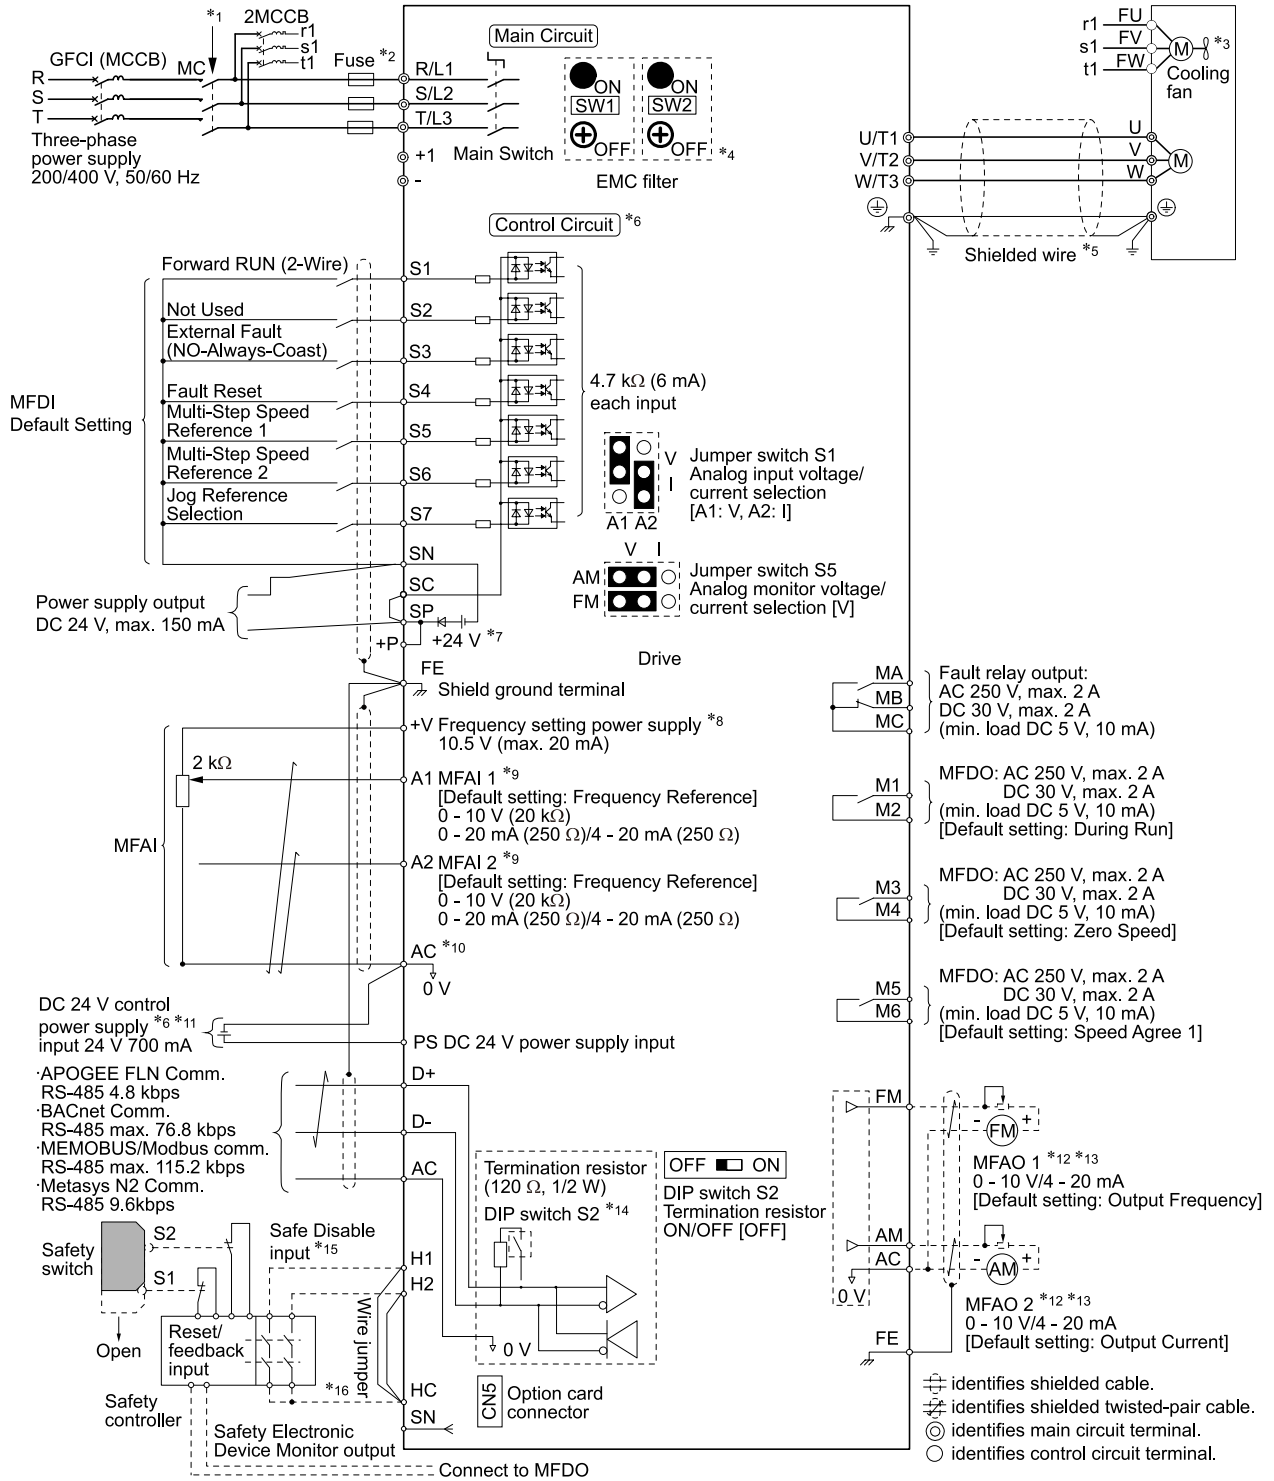 *1
2MCCB
r1
s1
t1
GFCI (MCCB)
MC
Fuse *2
R
S
T
Three-phase
power supply
200/400 V, 50/60 Hz
R/L1
S/L2
T/L3
+1
-
Main Circuit
Main Switch
ON
SW1
OFF
ON
SW2
OFF
*4
EMC filter
r1
s1
t1
FU
FV
FW
M
*3
Cooling
fan
U/T1
V/T2
W/T3
U
V
W
M
Shielded wire *5
Control Circuit *6
MFDI
Default Setting
Forward RUN (2-Wire)
S1
Not Used
S2
External Fault
(NO-Always-Coast)
S3
Fault Reset
S4
Multi-Step Speed
Reference 1
S5
Multi-Step Speed
Reference 2
S6
Jog Reference
Selection
S7
SN
SC
SP
+P
+24 V *7
Power supply output
DC 24 V, max. 150 mA
4.7 kΩ (6 mA)
each input
V
I
A1 A2
Jumper switch S1
Analog input voltage/
current selection
[A1: V, A2: I]
V I
AM
FM
Jumper switch S5
Analog monitor voltage/
current selection [V]
Drive
FE
Shield ground terminal
MFAI
2 kΩ
+V Frequency setting power supply *8
10.5 V (max. 20 mA)
A1 MFAI 1 *9
[Default setting: Frequency Reference]
0 - 10 V (20 kΩ)
0 - 20 mA (250 Ω)/4 - 20 mA (250 Ω)
A2 MFAI 2 *9
[Default setting: Frequency Reference]
0 - 10 V (20 kΩ)
0 - 20 mA (250 Ω)/4 - 20 mA (250 Ω)
AC *10
0 V
DC 24 V control
power supply *6 *11
input 24 V 700 mA
PS DC 24 V power supply input
MA
MB
MC
Fault relay output:
AC 250 V, max. 2 A
DC 30 V, max. 2 A
(min. load DC 5 V, 10 mA)
M1
M2
MFDO: AC 250 V, max. 2 A
DC 30 V, max. 2 A
(min. load DC 5 V, 10 mA)
[Default setting: During Run]
M3
M4
MFDO: AC 250 V, max. 2 A
DC 30 V, max. 2 A
(min. load DC 5 V, 10 mA)
[Default setting: Zero Speed]
M5
M6
MFDO: AC 250 V, max. 2 A
DC 30 V, max. 2 A
(min. load DC 5 V, 10 mA)
[Default setting: Speed Agree 1]
·APOGEE FLN Comm.
RS-485 4.8 kbps
·BACnet Comm.
RS-485 max. 76.8 kbps
·MEMOBUS/Modbus comm.
RS-485 max. 115.2 kbps
·Metasys N2 Comm.
RS-485 9.6kbps
D+
D-
AC
Termination resistor
(120 Ω, 1/2 W)
DIP switch S2 *14
0 V
OFF ON
DIP switch S2
Termination resistor
ON/OFF [OFF]
CN5
Option card
connector
Safety
switch
S2
S1
Open
Safe Disable
input *15
H1
H2
Wire jumper
HC
SN
Reset/
feedback
input
*16
Safety
controller
Safety Electronic
Device Monitor output
Connect to MFDO
FM
- +
FM
MFAO 1 *12 *13
0 - 10 V/4 - 20 mA
[Default setting: Output Frequency]
AM
AC
0 V
- +
AM
MFAO 2 *12 *13
0 - 10 V/4 - 20 mA
[Default setting: Output Current]
FE
identifies shielded cable.
identifies shielded twisted-pair cable.
identifies main circuit terminal.
identifies control circuit terminal.